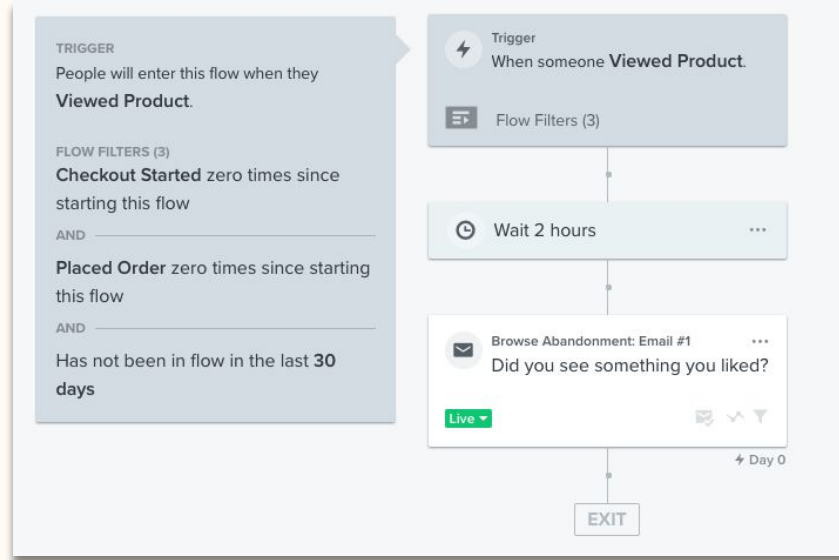 TRIGGER
People will enter this flow when they
Viewed Product.
FLOW FILTERS (3)
Checkout Started zero times since
starting this flow
AND
Placed Order zero times since starting
this flow
AND
Has not been in flow in the last 30
days
Trigger
When someone Viewed Product.
Flow Filters (3)
Wait 2 hours
Browse Abandonment: Email #1
Did you see something you liked?
Live
Day 0
EXIT